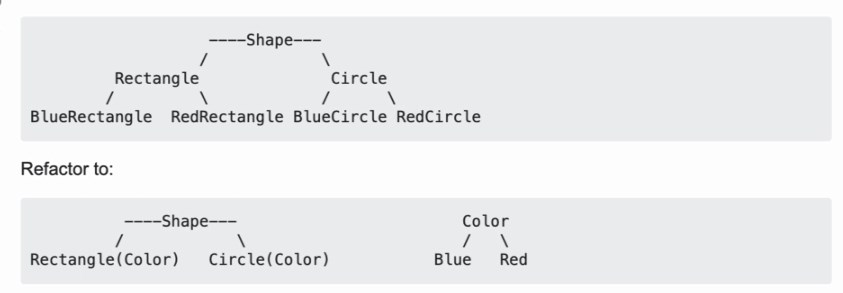 ----Shape---
/ \
Rectangle Circle
/ \ / \
BlueRectangle RedRectangle BlueCircle RedCircle
Refactor to:
----Shape--- Color
/ \ / \
Rectangle(Color) Circle(Color) Blue Red